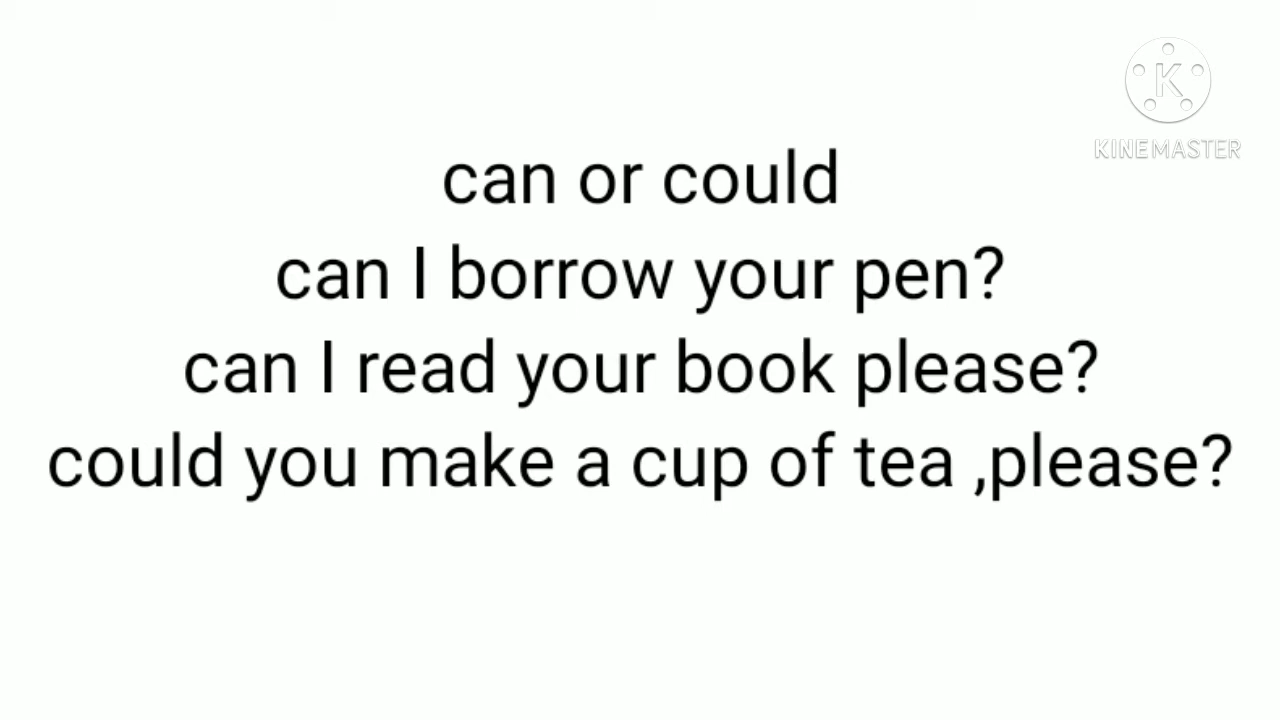 K
KINEMASTER
can or could
can I borrow your pen?
can I read your book please?
could you make a cup of tea ,please?